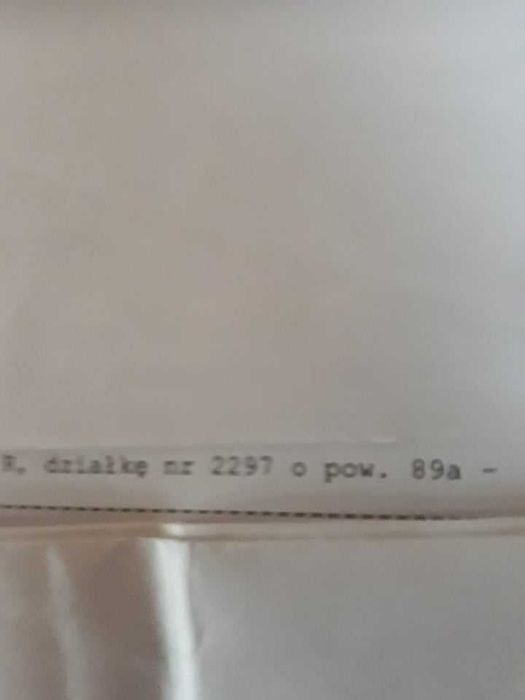 R, działkę nr 2297 o pow. 89a -